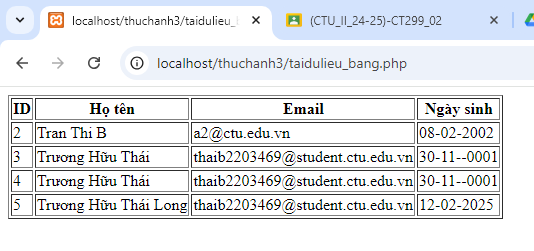 localhost/thuchanh3/taidulieu_b
(CTU_II_24-25)-CT299_02
localhost/thuchanh3/taidulieu_bang.php
ID Họ tên Email Ngày sinh
2 Tran Thi B a2@ctu.edu.vn 08-02-2002
3 Trương Hữu Thái thaib2203469@student.ctu.edu.vn 30-11--0001
4 Trương Hữu Thái thaib2203469@student.ctu.edu.vn 30-11--0001
5 Trương Hữu Thái Long thaib2203469@student.ctu.edu.vn 12-02-2025